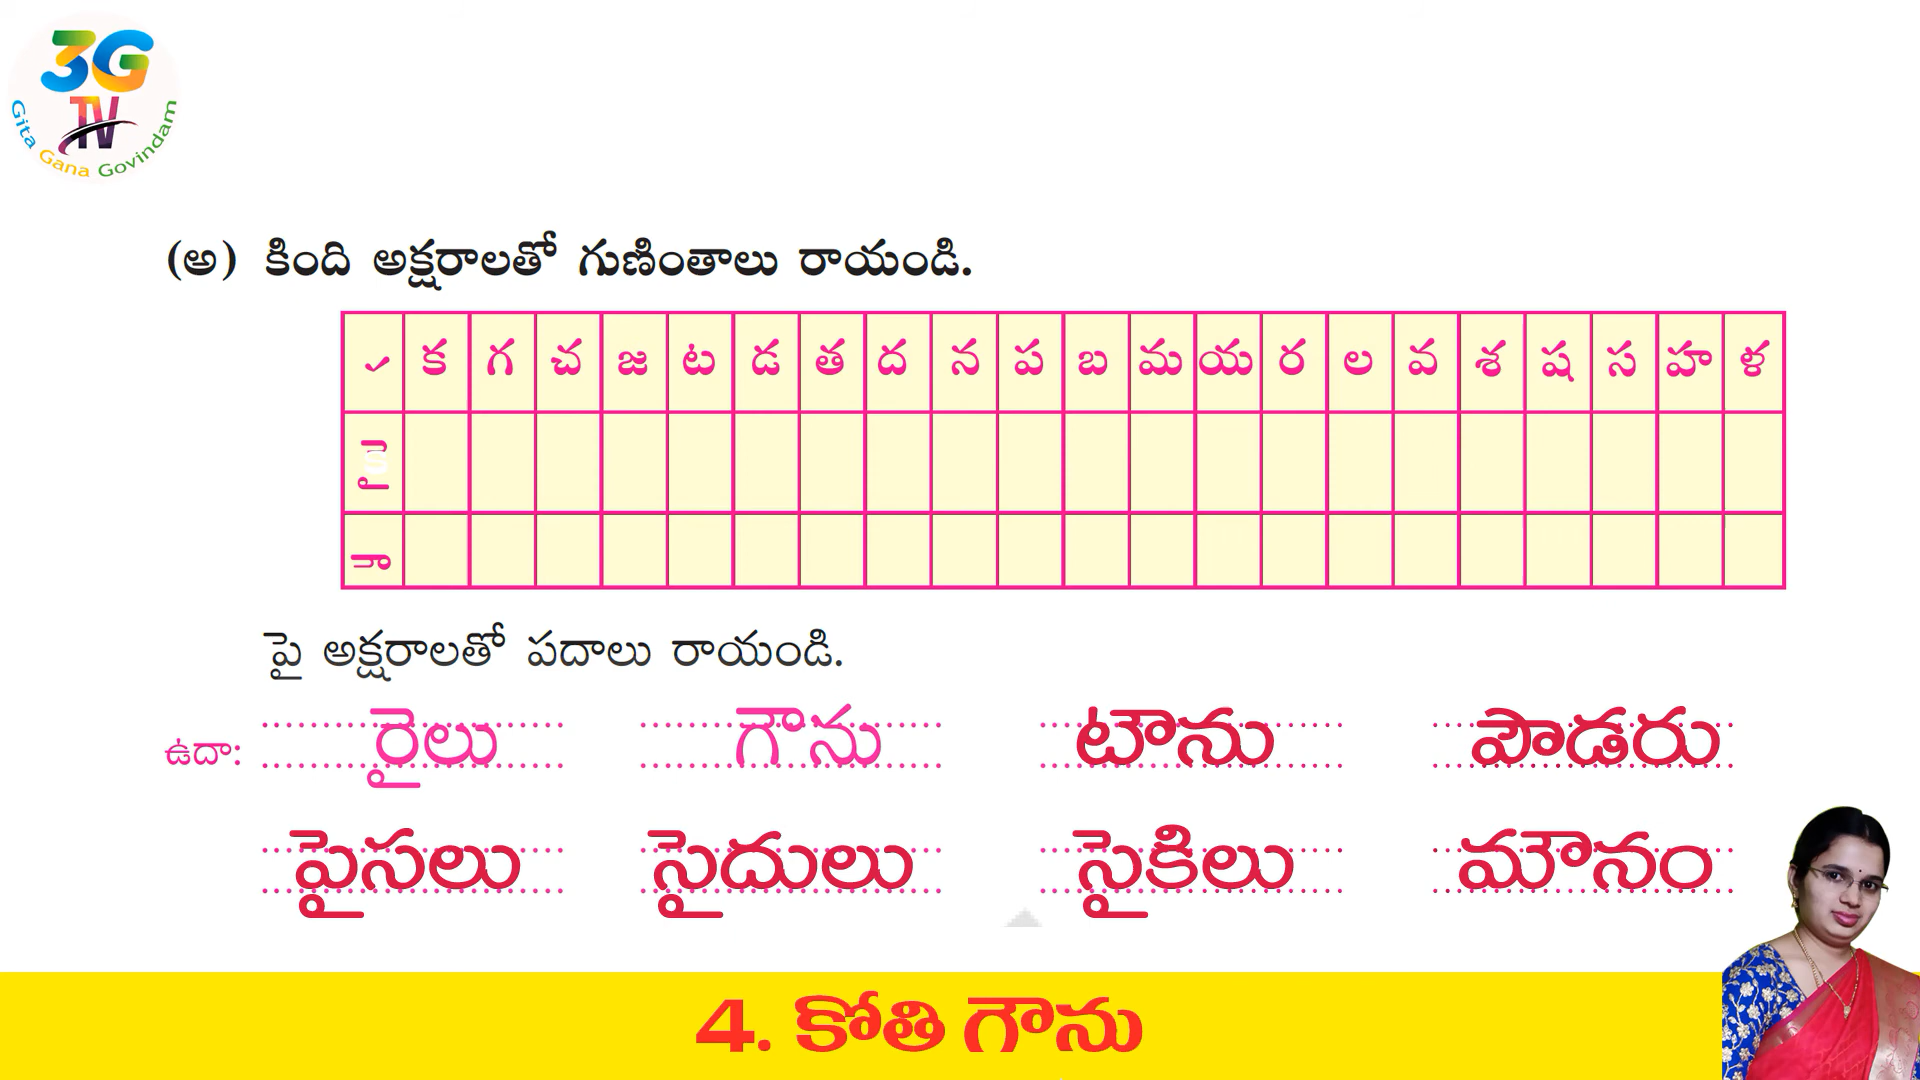 3G
TV
Gita Gana Govindam
(అ) కింది అక్షరాలతో గుణింతాలు రాయండి.
✓ క గ చ జ ట డ త ద న ప బ మ య ర ల వ శ ష స హ ళ
ై
ౌ
పై అక్షరాలతో పదాలు రాయండి.
ఉదా: రైలు గౌను టౌను పౌడరు
పైసలు సైదులు సైకిలు మౌనం
4. కోతి గౌను